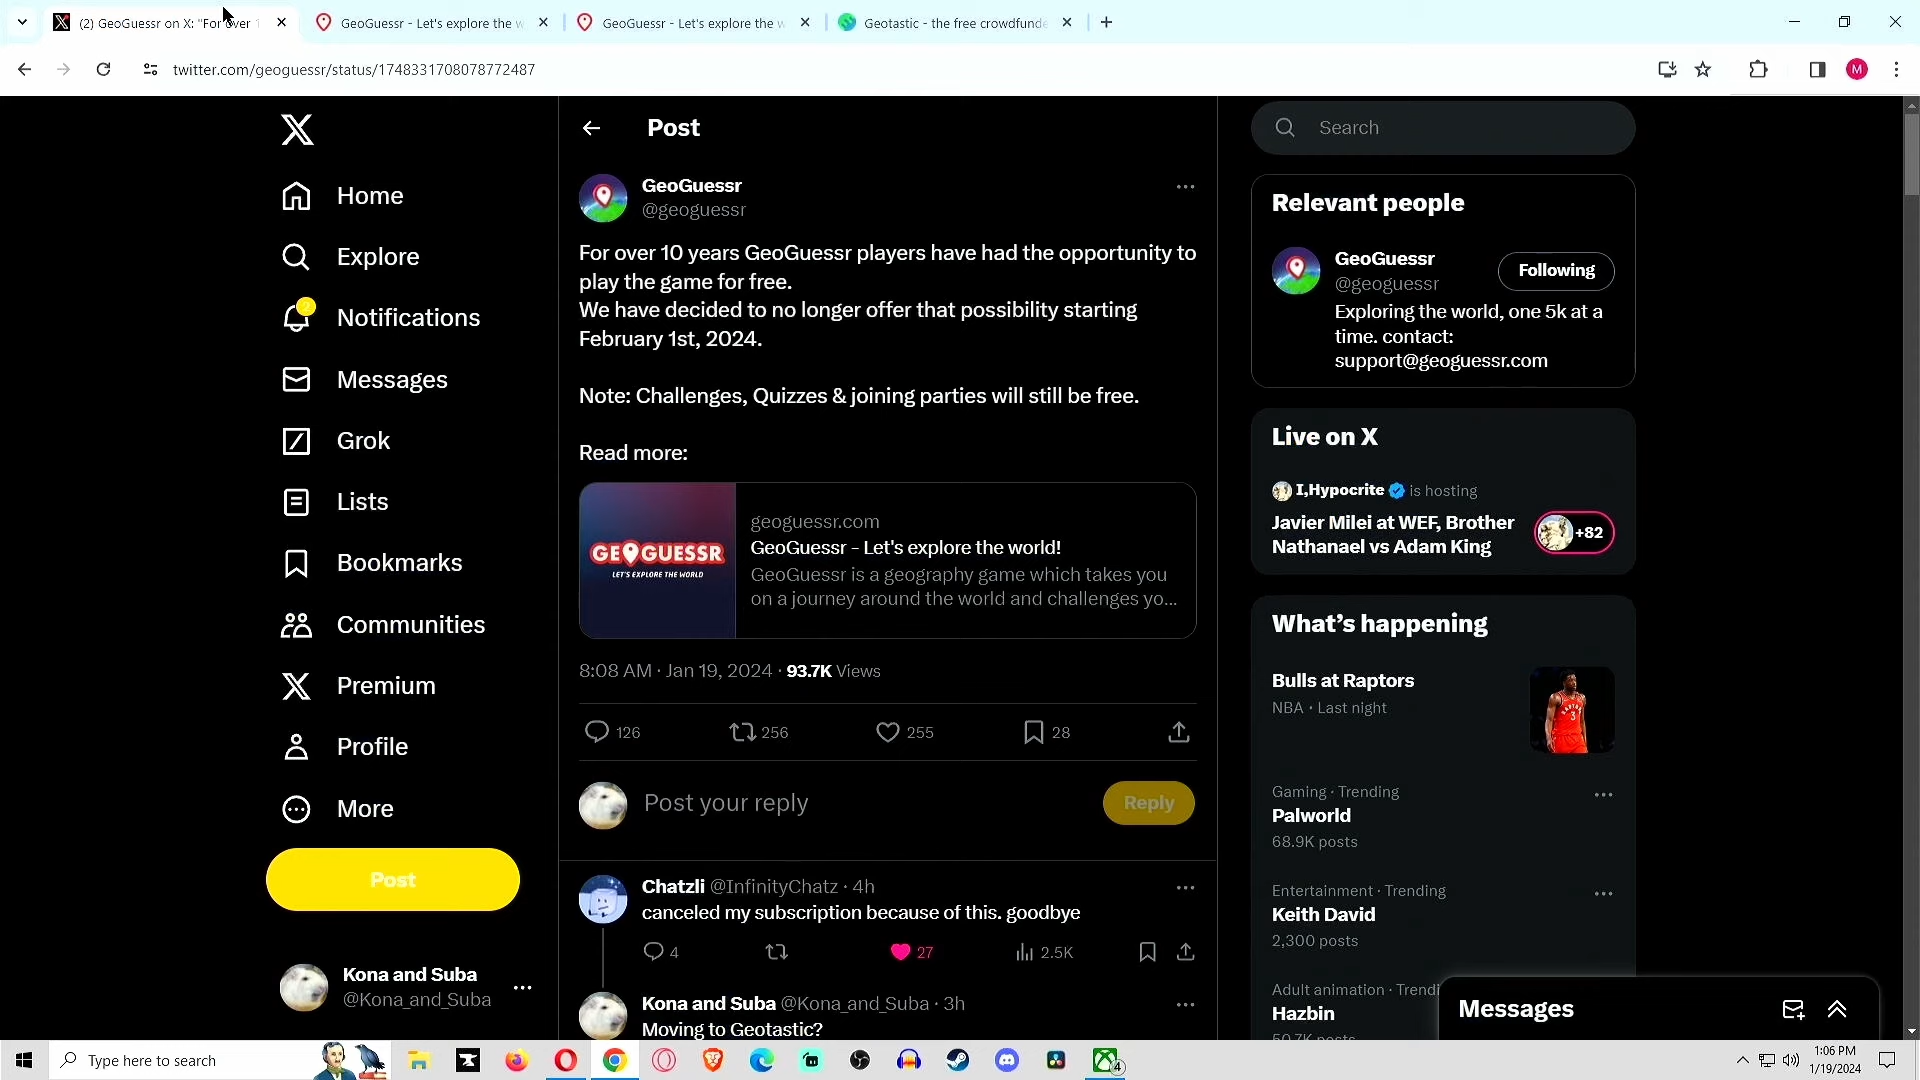 (2) GeoGuessr on X: "For over 1
GeoGuessr - Let's explore the w
GeoGuessr - Let's explore the w
Geotastic - the free crowdfunde
twitter.com/geoguessr/status/1748331708078772487
M
Home
Explore
2
Notifications
Messages
Grok
Lists
Bookmarks
Communities
Premium
Profile
More
Post
Kona and Suba
@Kona_and_Suba
Post
GeoGuessr
@geoguessr
For over 10 years GeoGuessr players have had the opportunity to
play the game for free.
We have decided to no longer offer that possibility starting
February 1st, 2024.
Note: Challenges, Quizzes & joining parties will still be free.
Read more:
GEOGUESSR
LET'S EXPLORE THE WORLD
geoguessr.com
GeoGuessr - Let's explore the world!
GeoGuessr is a geography game which takes you
on a journey around the world and challenges yo...
8:08 AM · Jan 19, 2024 · 93.7K Views
126 256 255 28
Post your reply
Reply
Chatzli @InfinityChatz · 4h
canceled my subscription because of this. goodbye
4 27 2.5K
Kona and Suba @Kona_and_Suba · 3h
Moving to Geotastic?
Search
Relevant people
GeoGuessr
@geoguessr
Following
Exploring the world, one 5k at a
time. contact:
support@geoguessr.com
Live on X
I,Hypocrite is hosting
Javier Milei at WEF, Brother
Nathanael vs Adam King
+82
What's happening
Bulls at Raptors
NBA · Last night
Gaming · Trending
Palworld
68.9K posts
Entertainment · Trending
Keith David
2,300 posts
Adult animation · Trendi
Hazbin
50.7K posts
Messages
Type here to search
4
1:06 PM
1/19/2024